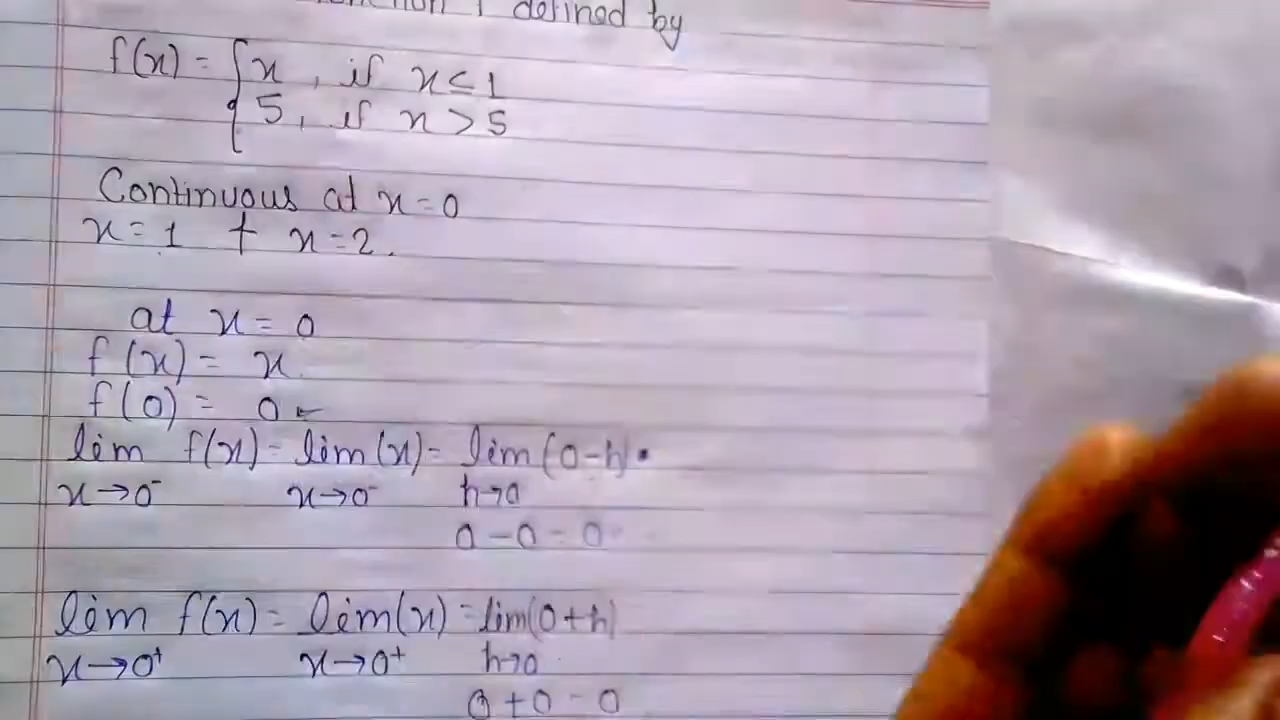 defined by
f(x) = { x , if x ≤ 1
5 , if x > 5
Continuous at x = 0
x = 1 + x = 2.
at x = 0
f(x) = x
f(0) = 0
lim f(x) = lim (x) = lim (0-h)
x→0⁻ x→0⁻ h→0
0 - 0 = 0
lim f(x) = lim (x) = lim (0+h)
x→0⁺ x→0⁺ h→0
0 + 0 = 0